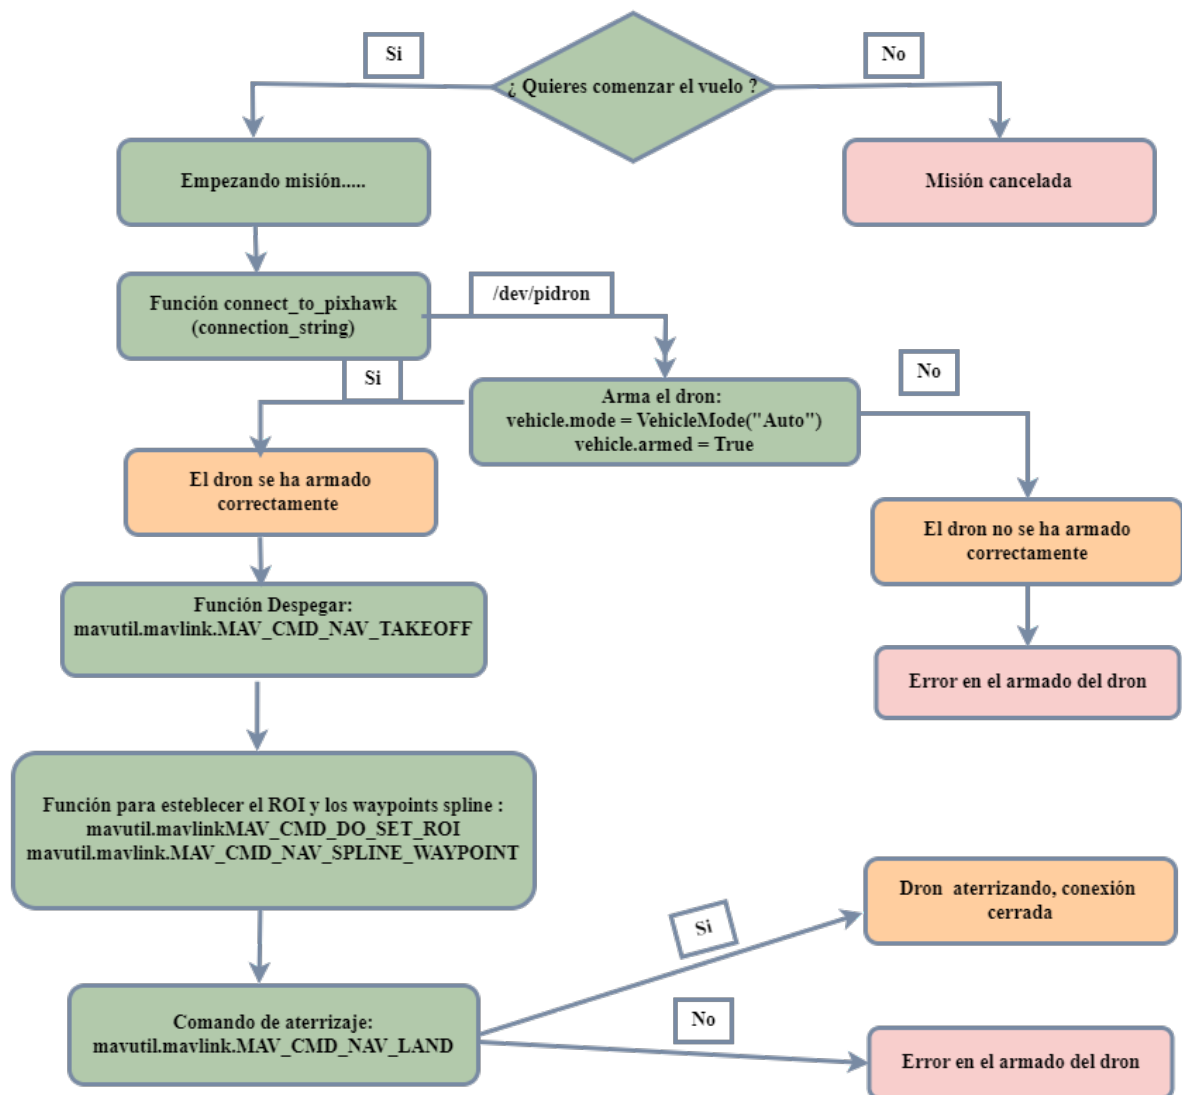 Si
No
¿ Quieres comenzar el vuelo ?
Empezando misión.....
Misión cancelada
Función connect_to_pixhawk
(connection_string)
/dev/pidron
Si
No
Arma el dron:
vehicle.mode = VehicleMode("Auto")
vehicle.armed = True
El dron se ha armado
correctamente
El dron no se ha armado
correctamente
Función Despegar:
mavutil.mavlink.MAV_CMD_NAV_TAKEOFF
Error en el armado del dron
Función para esteblecer el ROI y los waypoints spline :
mavutil.mavlinkMAV_CMD_DO_SET_ROI
mavutil.mavlink.MAV_CMD_NAV_SPLINE_WAYPOINT
Dron aterrizando, conexión
cerrada
Si
No
Comando de aterrizaje:
mavutil.mavlink.MAV_CMD_NAV_LAND
Error en el armado del dron